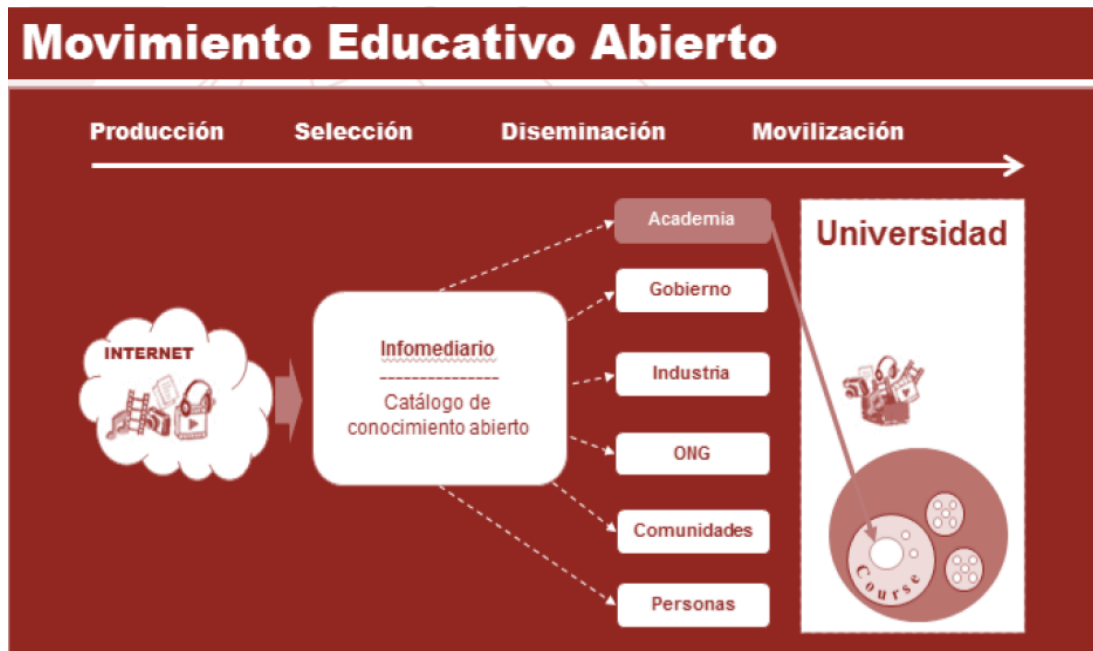 Movimiento Educativo Abierto
Producción Selección Diseminación Movilización
Academia
Universidad
Gobierno
INTERNET
Infomediario
---------------
Catálogo de
conocimiento abierto
Industria
ONG
Comunidades
Personas
Course